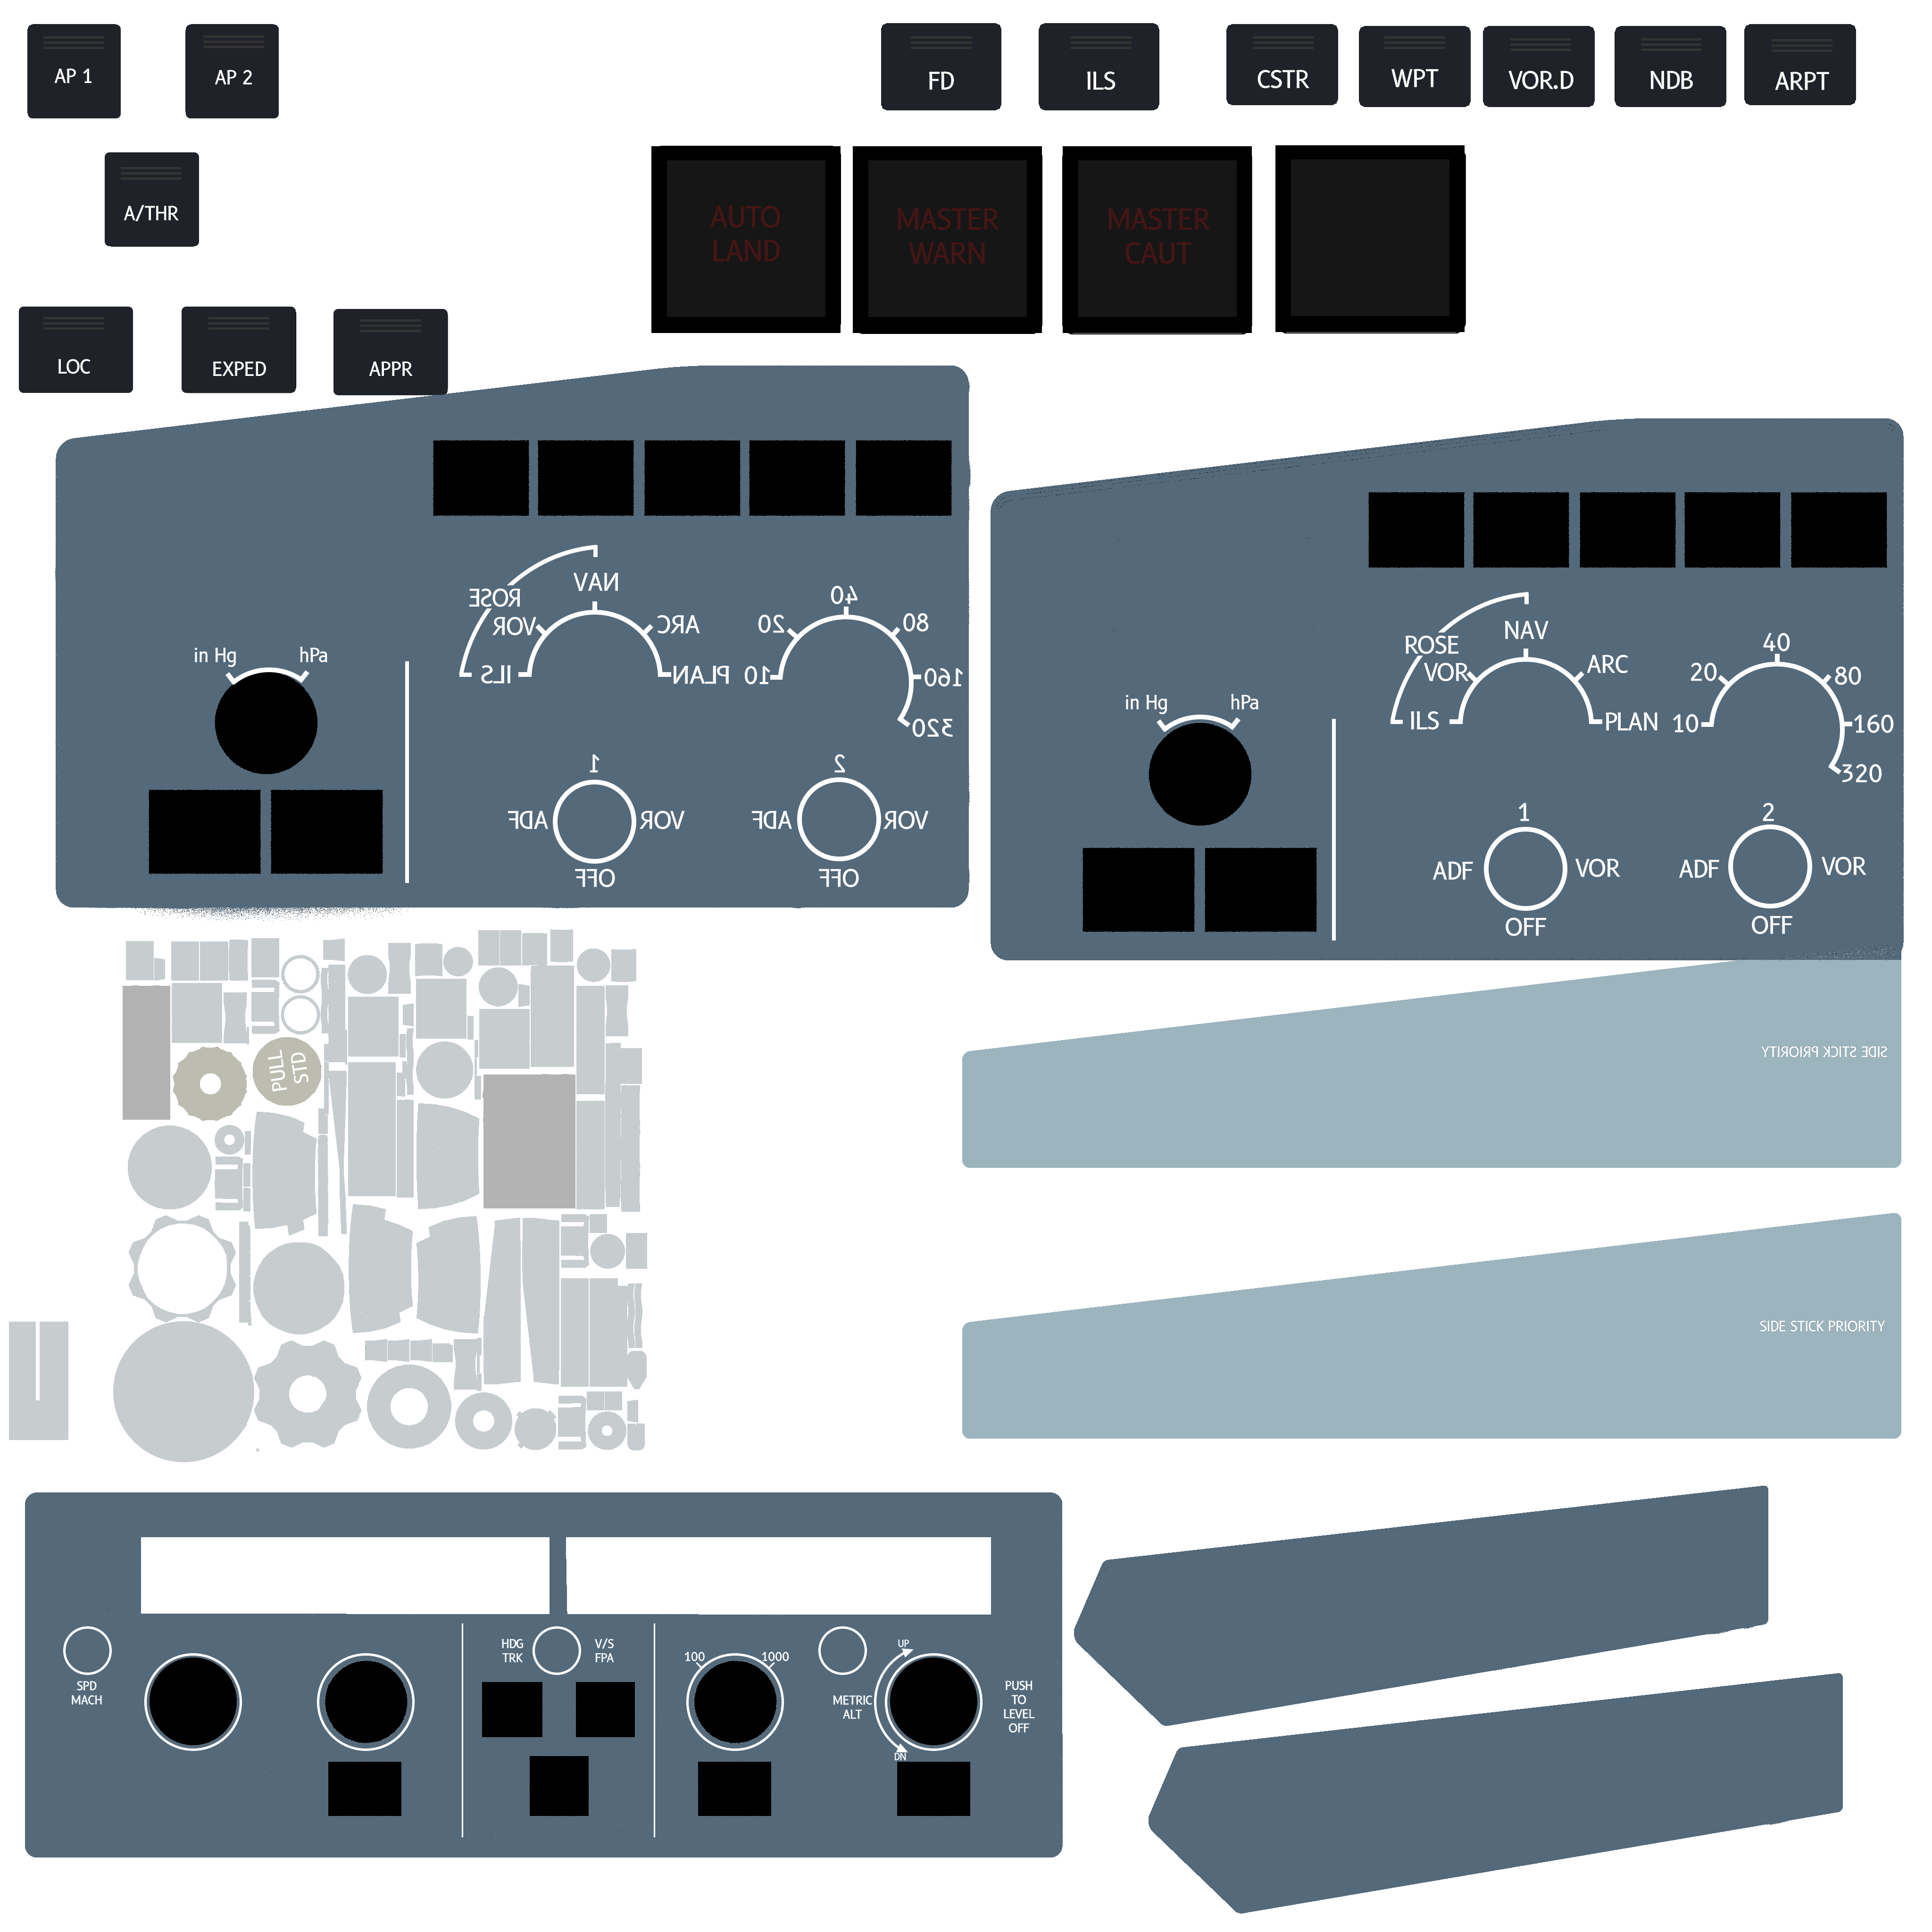 AP 1
AP 2
FD
ILS
CSTR
WPT
VOR.D
NDB
ARPT
A/THR
AUTO
LAND
MASTER
WARN
MASTER
CAUT
LOC
EXPED
APPR
NAV
ROSE
VOR
ARC
ILS
PLAN
in Hg
hPa
10
20
40
80
160
320
1
ADF
VOR
OFF
2
ADF
VOR
OFF
NAV
ROSE
VOR
ARC
ILS
PLAN
in Hg
hPa
10
20
40
80
160
320
1
ADF
VOR
OFF
2
ADF
VOR
OFF
PULL
STD
SIDE STICK PRIORITY
SIDE STICK PRIORITY
SPD
MACH
HDG
TRK
V/S
FPA
100
1000
METRIC
ALT
UP
DN
PUSH
TO
LEVEL
OFF